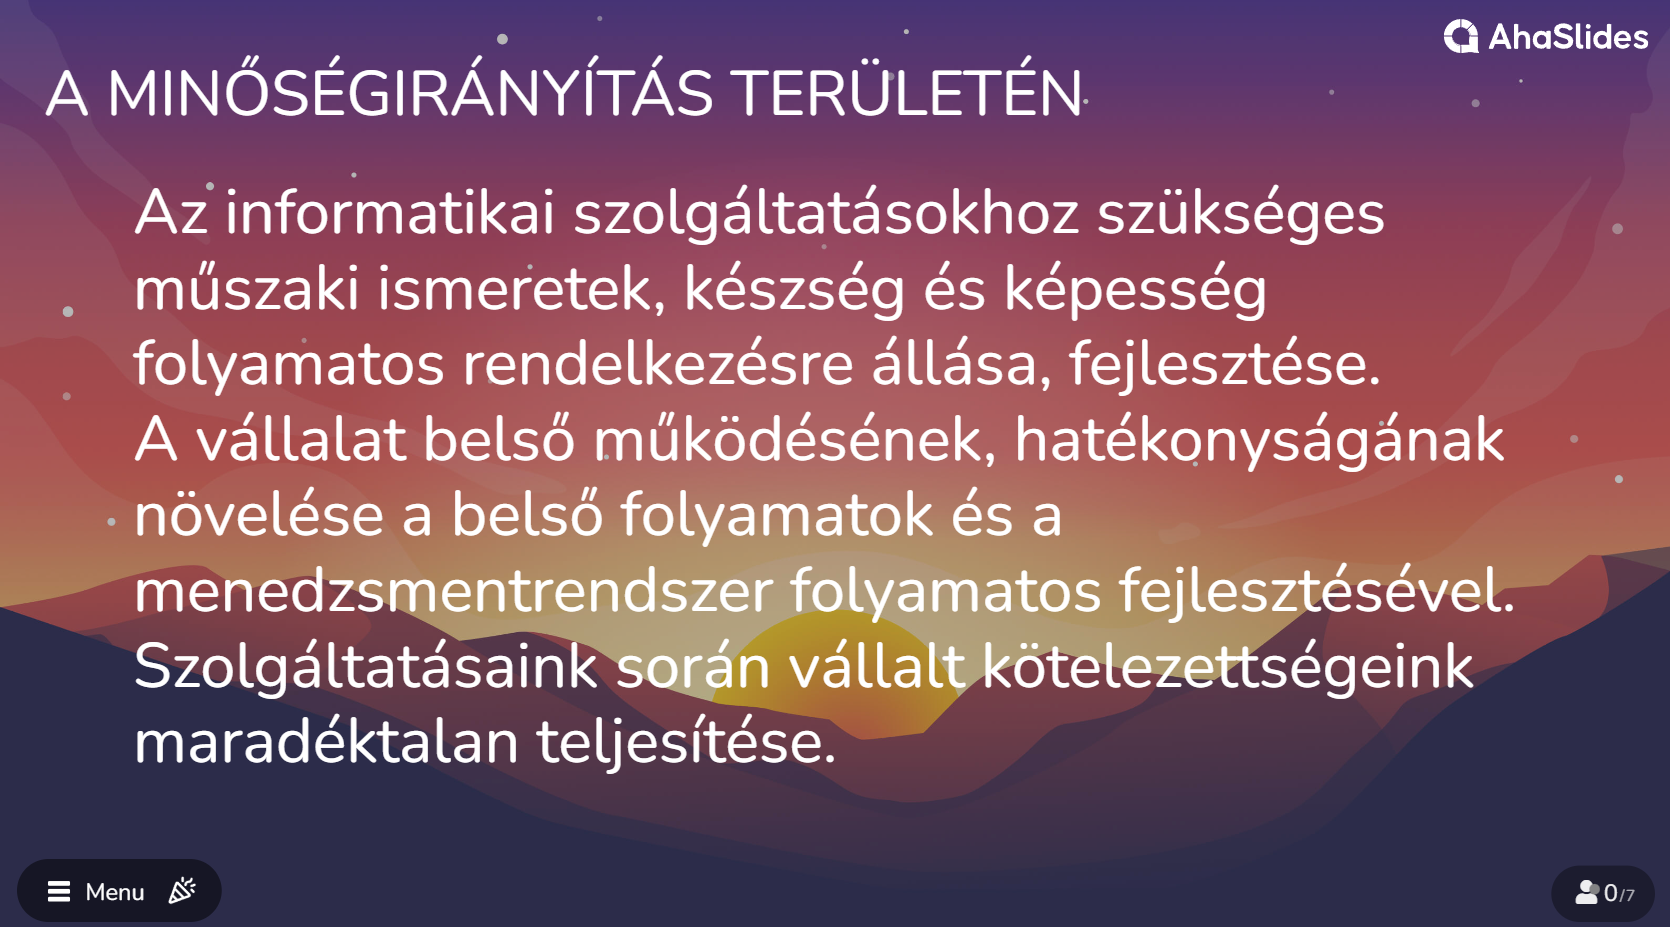 AhaSlides
A MINŐSÉGIRÁNYÍTÁS TERÜLETÉN
Az informatikai szolgáltatásokhoz szükséges
műszaki ismeretek, készség és képesség
folyamatos rendelkezésre állása, fejlesztése.
A vállalat belső működésének, hatékonyságának
növelése a belső folyamatok és a
menedzsmentrendszer folyamatos fejlesztésével.
Szolgáltatásaink során vállalt kötelezettségeink
maradéktalan teljesítése.
Menu
0/7